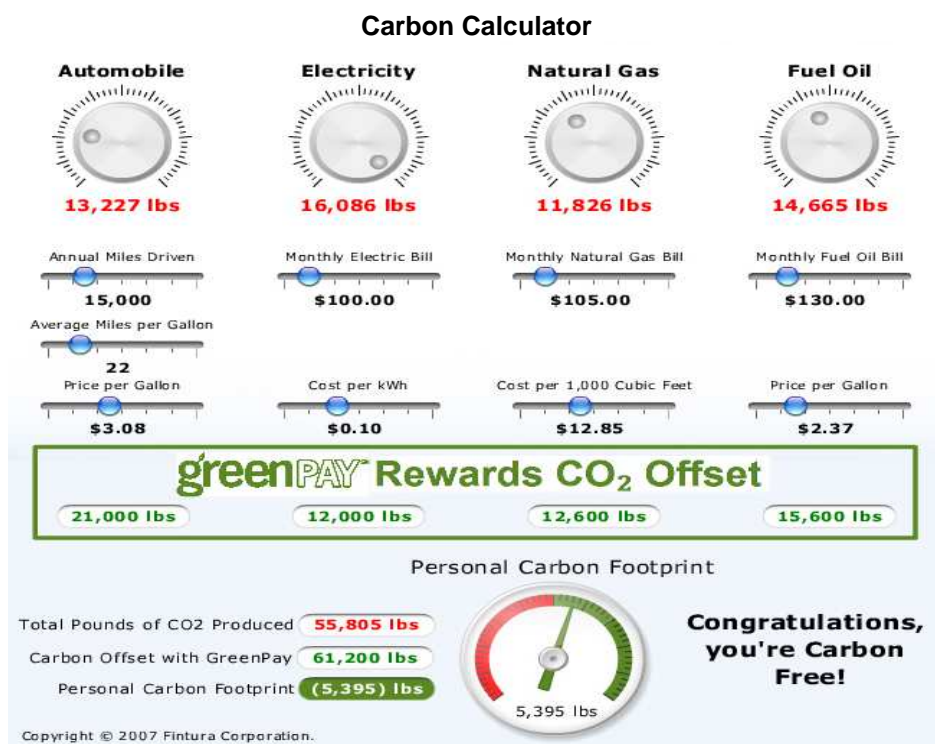 Carbon Calculator
Automobile Electricity Natural Gas Fuel Oil
13,227 lbs 16,086 lbs 11,826 lbs 14,665 lbs
Annual Miles Driven Monthly Electric Bill Monthly Natural Gas Bill Monthly Fuel Oil Bill
15,000 $100.00 $105.00 $130.00
Average Miles per Gallon
22
Price per Gallon Cost per kWh Cost per 1,000 Cubic Feet Price per Gallon
$3.08 $0.10 $12.85 $2.37
greenPAY™ Rewards CO₂ Offset
21,000 lbs 12,000 lbs 12,600 lbs 15,600 lbs
Personal Carbon Footprint
Total Pounds of CO2 Produced 55,805 lbs
Carbon Offset with GreenPay 61,200 lbs
Personal Carbon Footprint (5,395) lbs
5,395 lbs
Congratulations,
you're Carbon
Free!
Copyright © 2007 Fintura Corporation.